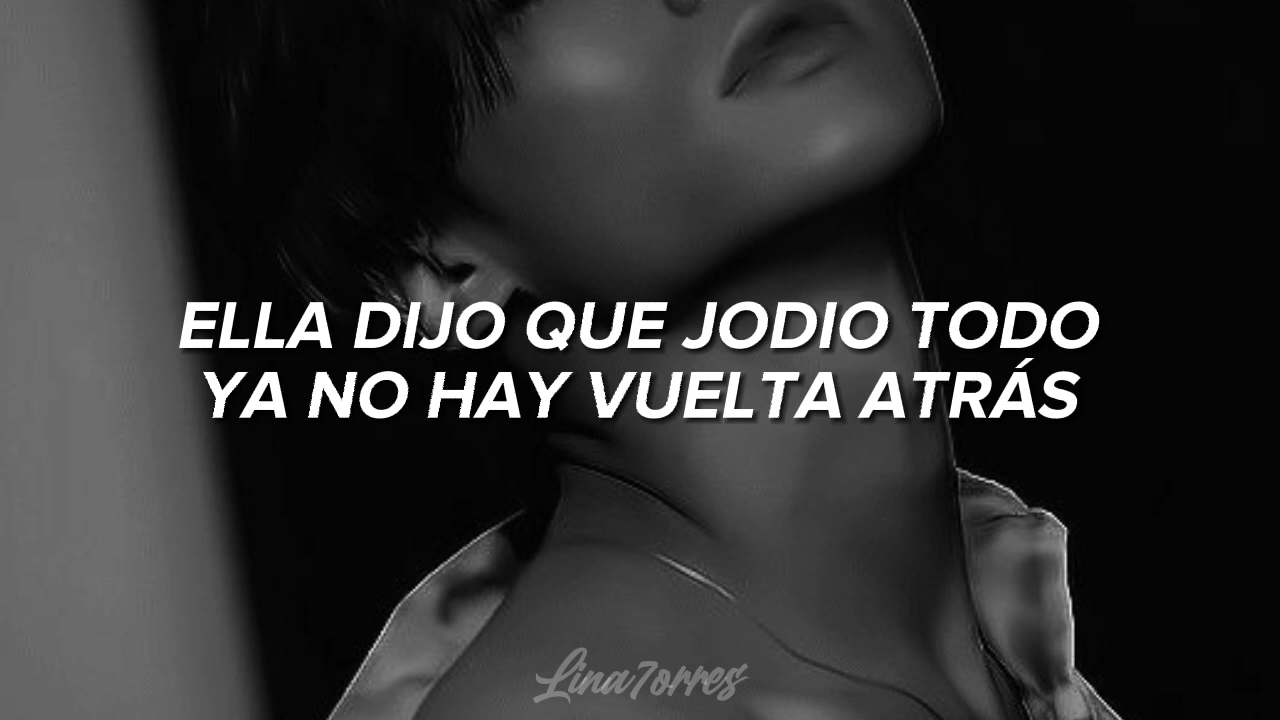 ELLA DIJO QUE JODIO TODO
YA NO HAY VUELTA ATRÁS
Lina7orres